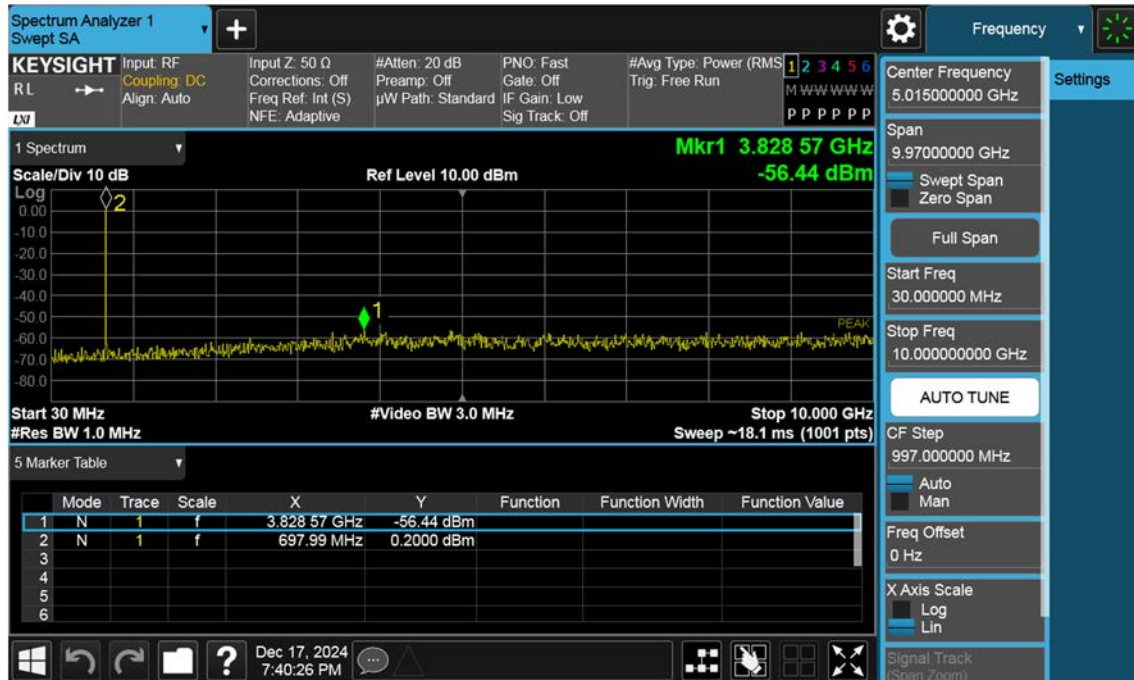 Spectrum Analyzer 1
Swept SA
Frequency
KEYSIGHT
RL
LXI
Input: RF
Coupling: DC
Align: Auto
Input Z: 50 Ω
Corrections: Off
Freq Ref: Int (S)
NFE: Adaptive
#Atten: 20 dB
Preamp: Off
µW Path: Standard
PNO: Fast
Gate: Off
IF Gain: Low
Sig Track: Off
#Avg Type: Power (RMS
Trig: Free Run
1 2 3 4 5 6
M W W W W W
P P P P P P
1 Spectrum
Mkr1 3.828 57 GHz
Scale/Div 10 dB
Ref Level 10.00 dBm
-56.44 dBm
Log
0.00
-10.0
-20.0
-30.0
-40.0
-50.0
-60.0
-70.0
-80.0
2
1
PEAK
Start 30 MHz
#Video BW 3.0 MHz
Stop 10.000 GHz
#Res BW 1.0 MHz
Sweep ~18.1 ms (1001 pts)
5 Marker Table
Mode Trace Scale X Y Function Function Width Function Value
1 N 1 f 3.828 57 GHz -56.44 dBm
2 N 1 f 697.99 MHz 0.2000 dBm
3
4
5
6
?
Dec 17, 2024
7:40:26 PM
Center Frequency
5.015000000 GHz
Span
9.97000000 GHz
Swept Span
Zero Span
Full Span
Start Freq
30.000000 MHz
Stop Freq
10.000000000 GHz
AUTO TUNE
CF Step
997.000000 MHz
Auto
Man
Freq Offset
0 Hz
X Axis Scale
Log
Lin
Signal Track
(Span Zoom)
Settings